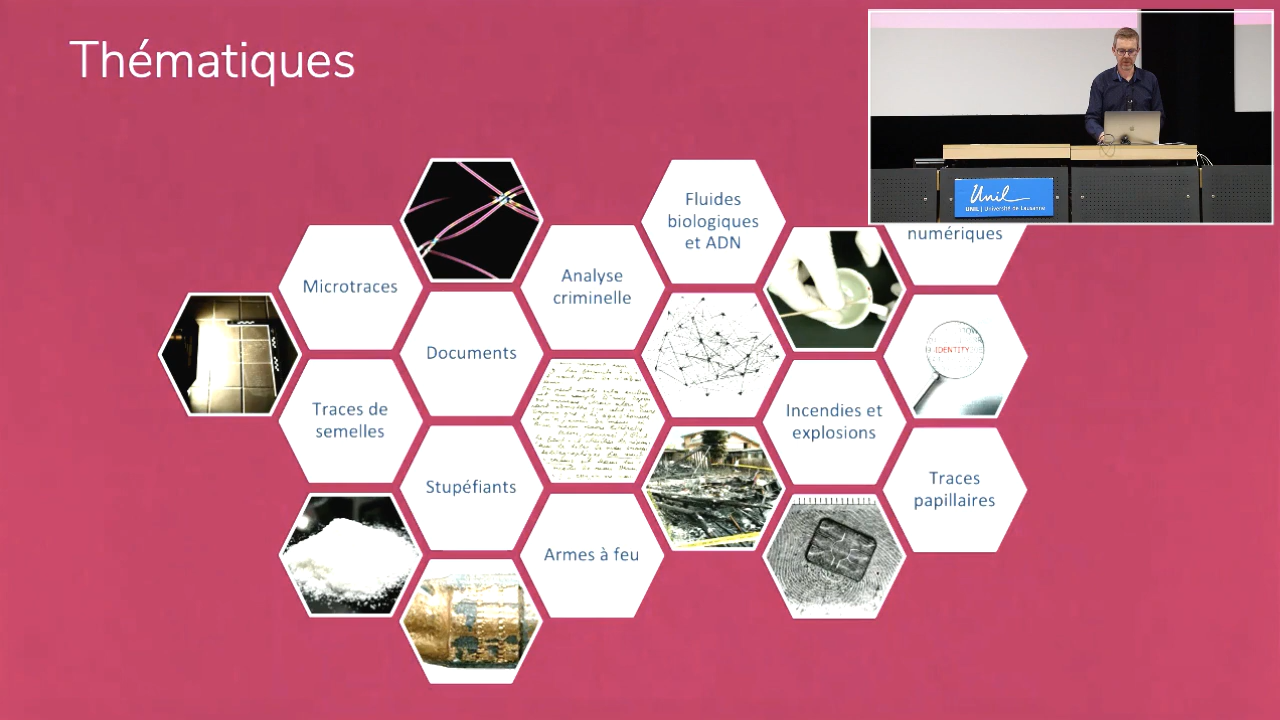 Thématiques
Unil
UNIL | Université de Lausanne
Fluides
biologiques
et ADN
numériques
Microtraces
Analyse
criminelle
Documents
IDENTITY
Traces de
semelles
Incendies et
explosions
Stupéfiants
Traces
papillaires
Armes à feu